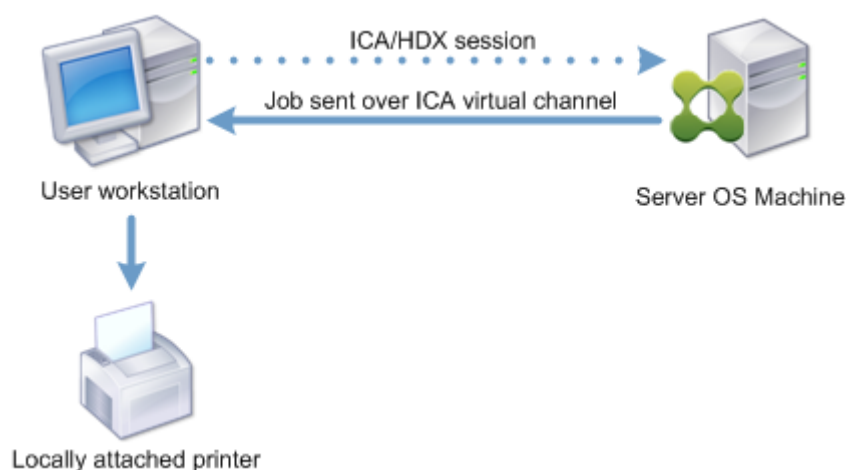 ICA/HDX session
Job sent over ICA virtual channel
User workstation
Server OS Machine
Locally attached printer